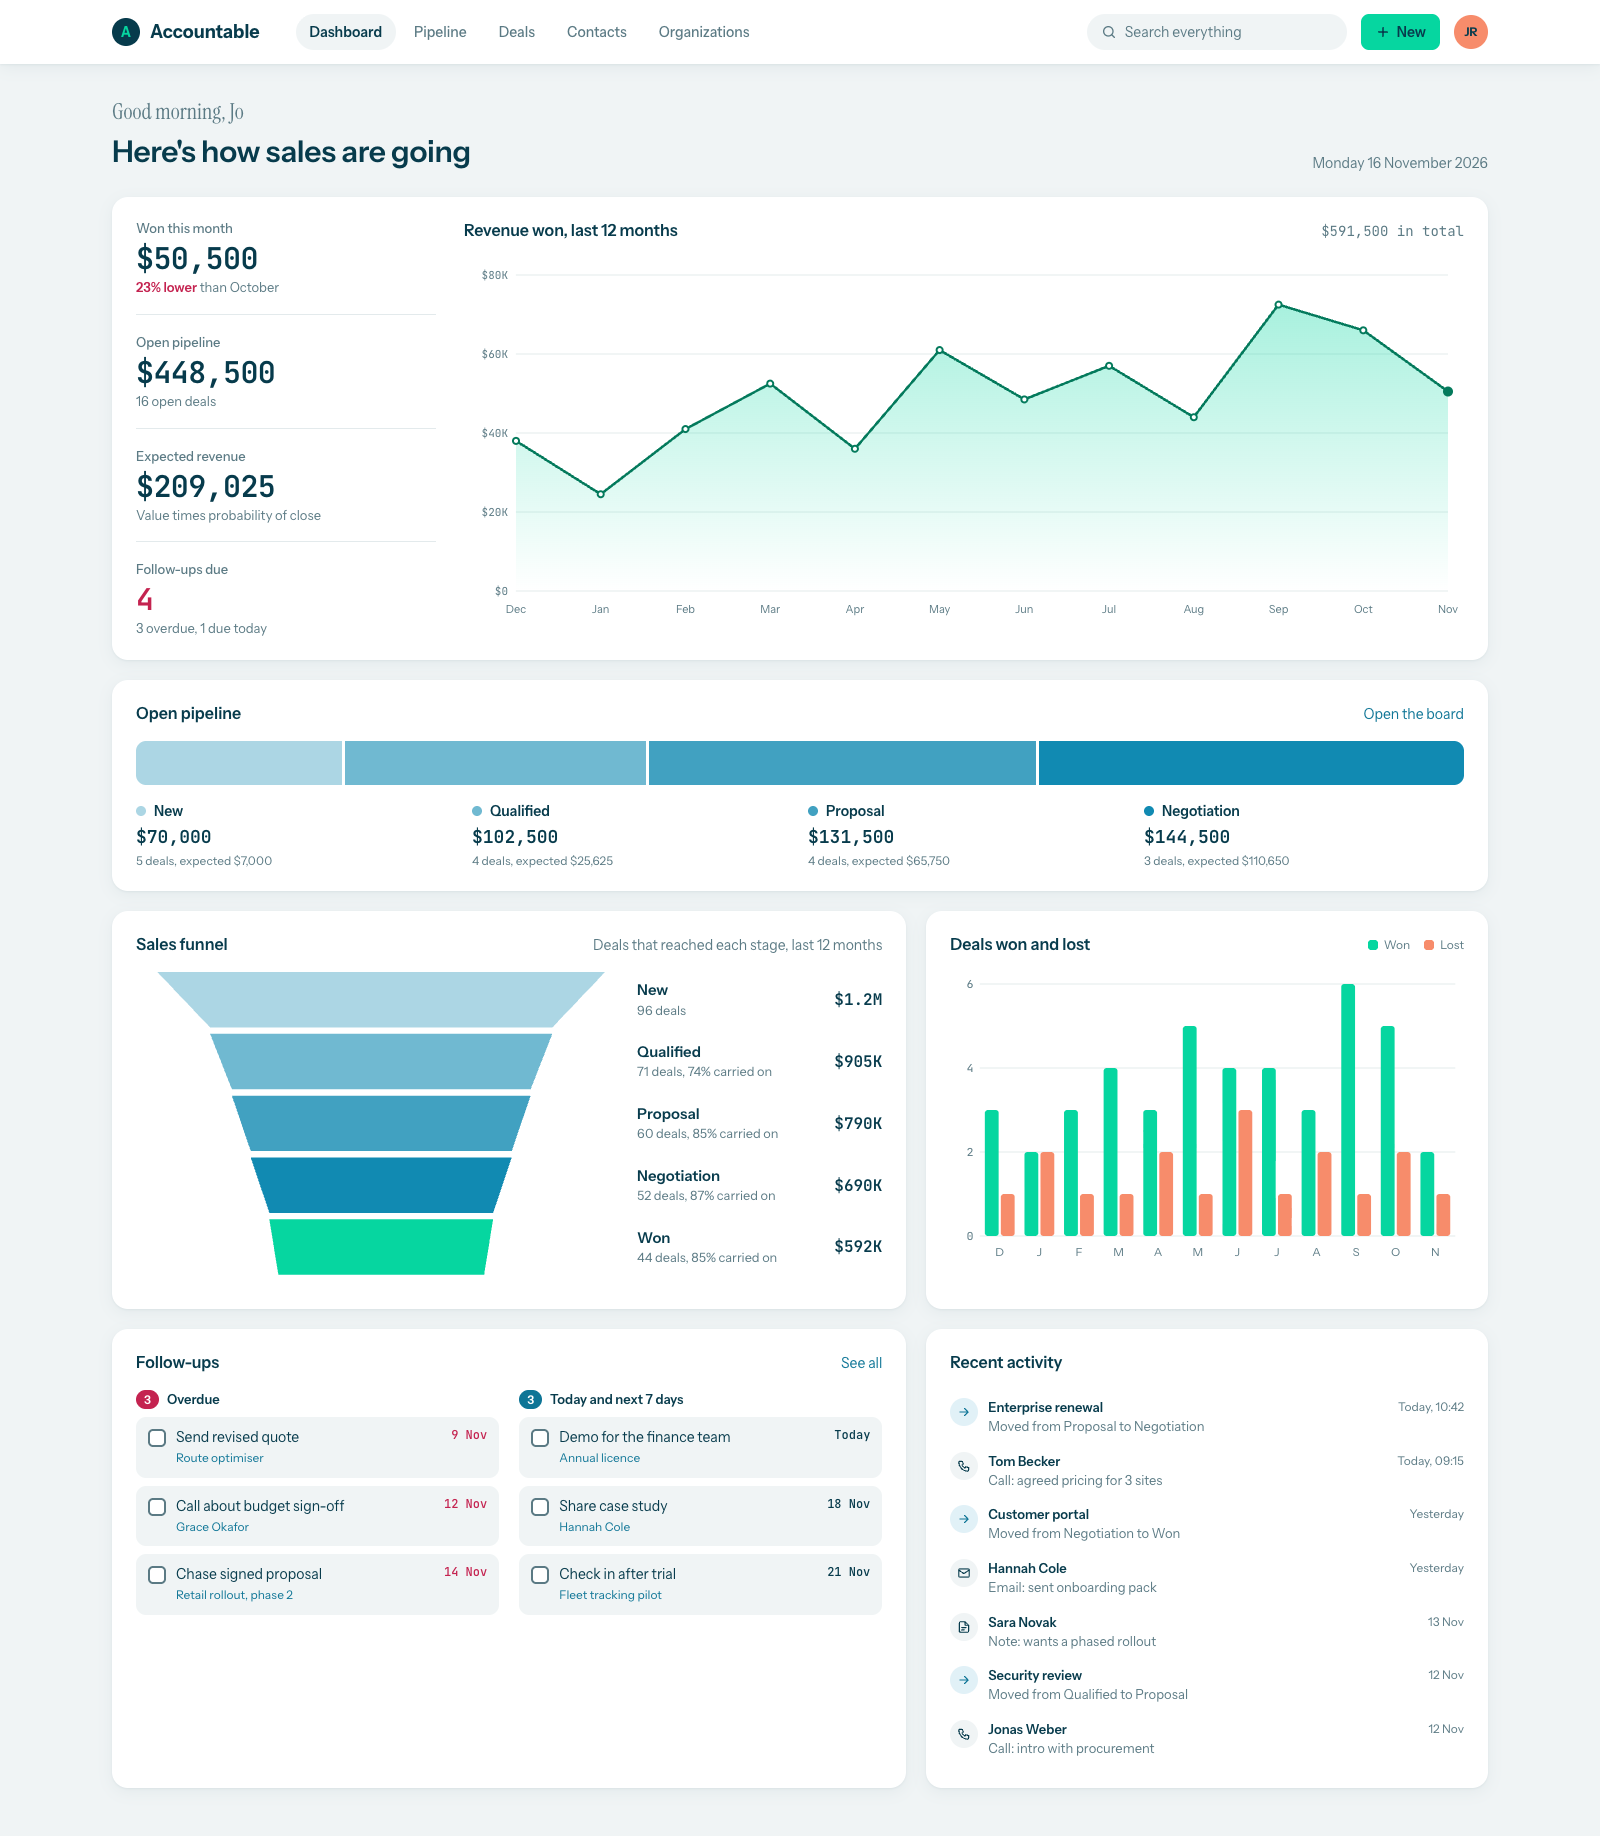 A Accountable Dashboard Pipeline Deals Contacts Organizations Search everything + New JR
Good morning, Jo
Here's how sales are going
Monday 16 November 2026
Won this month
$50,500
23% lower than October
Open pipeline
$448,500
16 open deals
Expected revenue
$209,025
Value times probability of close
Follow-ups due
4
3 overdue, 1 due today
Revenue won, last 12 months
$591,500 in total
$80K
$60K
$40K
$20K
$0
Dec Jan Feb Mar Apr May Jun Jul Aug Sep Oct Nov
Open pipeline
Open the board
New
$70,000
5 deals, expected $7,000
Qualified
$102,500
4 deals, expected $25,625
Proposal
$131,500
4 deals, expected $65,750
Negotiation
$144,500
3 deals, expected $110,650
Sales funnel
Deals that reached each stage, last 12 months
New
96 deals
$1.2M
Qualified
71 deals, 74% carried on
$905K
Proposal
60 deals, 85% carried on
$790K
Negotiation
52 deals, 87% carried on
$690K
Won
44 deals, 85% carried on
$592K
Deals won and lost
Won Lost
6
4
2
0
D J F M A M J J A S O N
Follow-ups
See all
3 Overdue
Send revised quote 9 Nov
Route optimiser
Call about budget sign-off 12 Nov
Grace Okafor
Chase signed proposal 14 Nov
Retail rollout, phase 2
3 Today and next 7 days
Demo for the finance team Today
Annual licence
Share case study 18 Nov
Hannah Cole
Check in after trial 21 Nov
Fleet tracking pilot
Recent activity
Enterprise renewal Today, 10:42
Moved from Proposal to Negotiation
Tom Becker Today, 09:15
Call: agreed pricing for 3 sites
Customer portal Yesterday
Moved from Negotiation to Won
Hannah Cole Yesterday
Email: sent onboarding pack
Sara Novak 13 Nov
Note: wants a phased rollout
Security review 12 Nov
Moved from Qualified to Proposal
Jonas Weber 12 Nov
Call: intro with procurement